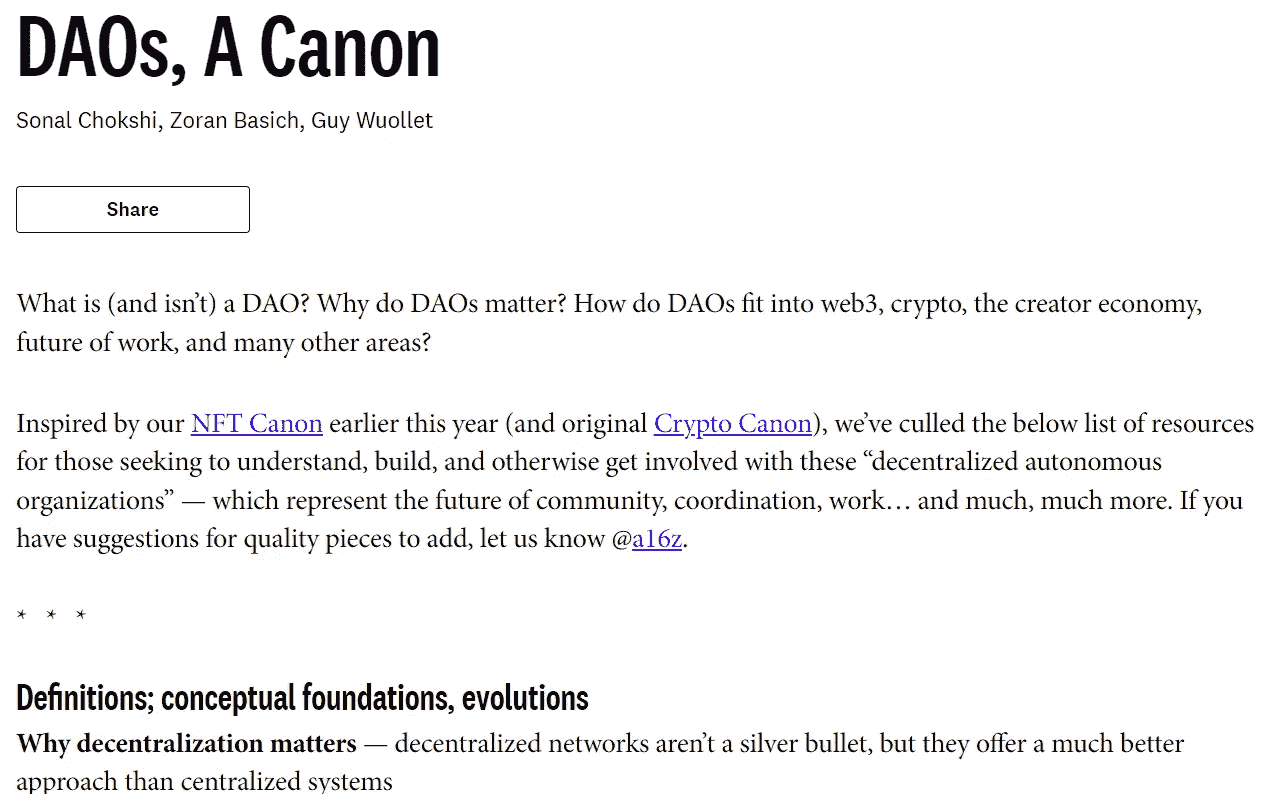 DAOs, A Canon
Sonal Chokshi, Zoran Basich, Guy Wuollet
Share
What is (and isn’t) a DAO? Why do DAOs matter? How do DAOs fit into web3, crypto, the creator economy,
future of work, and many other areas?
Inspired by our NFT Canon earlier this year (and original Crypto Canon), we’ve culled the below list of resources
for those seeking to understand, build, and otherwise get involved with these “decentralized autonomous
organizations” — which represent the future of community, coordination, work… and much, much more. If you
have suggestions for quality pieces to add, let us know @a16z.
* * *
Definitions; conceptual foundations, evolutions
Why decentralization matters — decentralized networks aren’t a silver bullet, but they offer a much better
approach than centralized systems